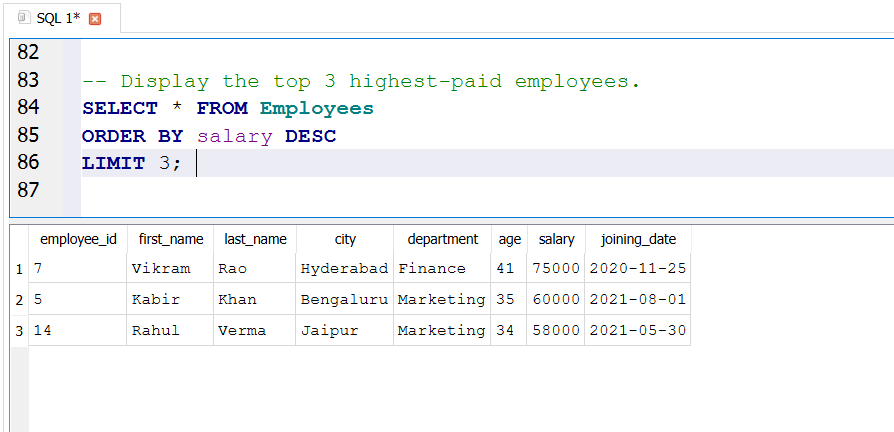 SQL 1*
82
83 -- Display the top 3 highest-paid employees.
84 SELECT * FROM Employees
85 ORDER BY salary DESC
86 LIMIT 3;
87
employee_id first_name last_name city department age salary joining_date
1 7 Vikram Rao Hyderabad Finance 41 75000 2020-11-25
2 5 Kabir Khan Bengaluru Marketing 35 60000 2021-08-01
3 14 Rahul Verma Jaipur Marketing 34 58000 2021-05-30